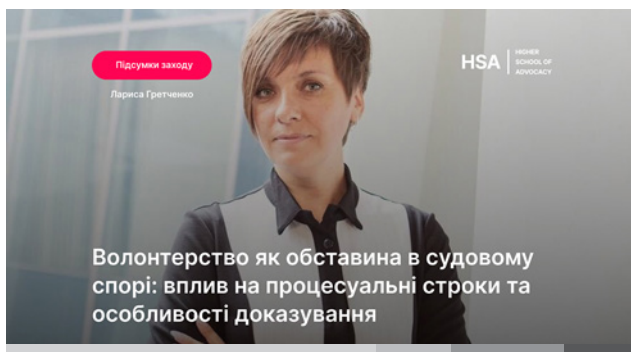 Підсумки заходу
Лариса Гретченко
HSA
HIGHER
SCHOOL OF
ADVOCACY
Волонтерство як обставина в судовому
спорі: вплив на процесуальні строки та
особливості доказування